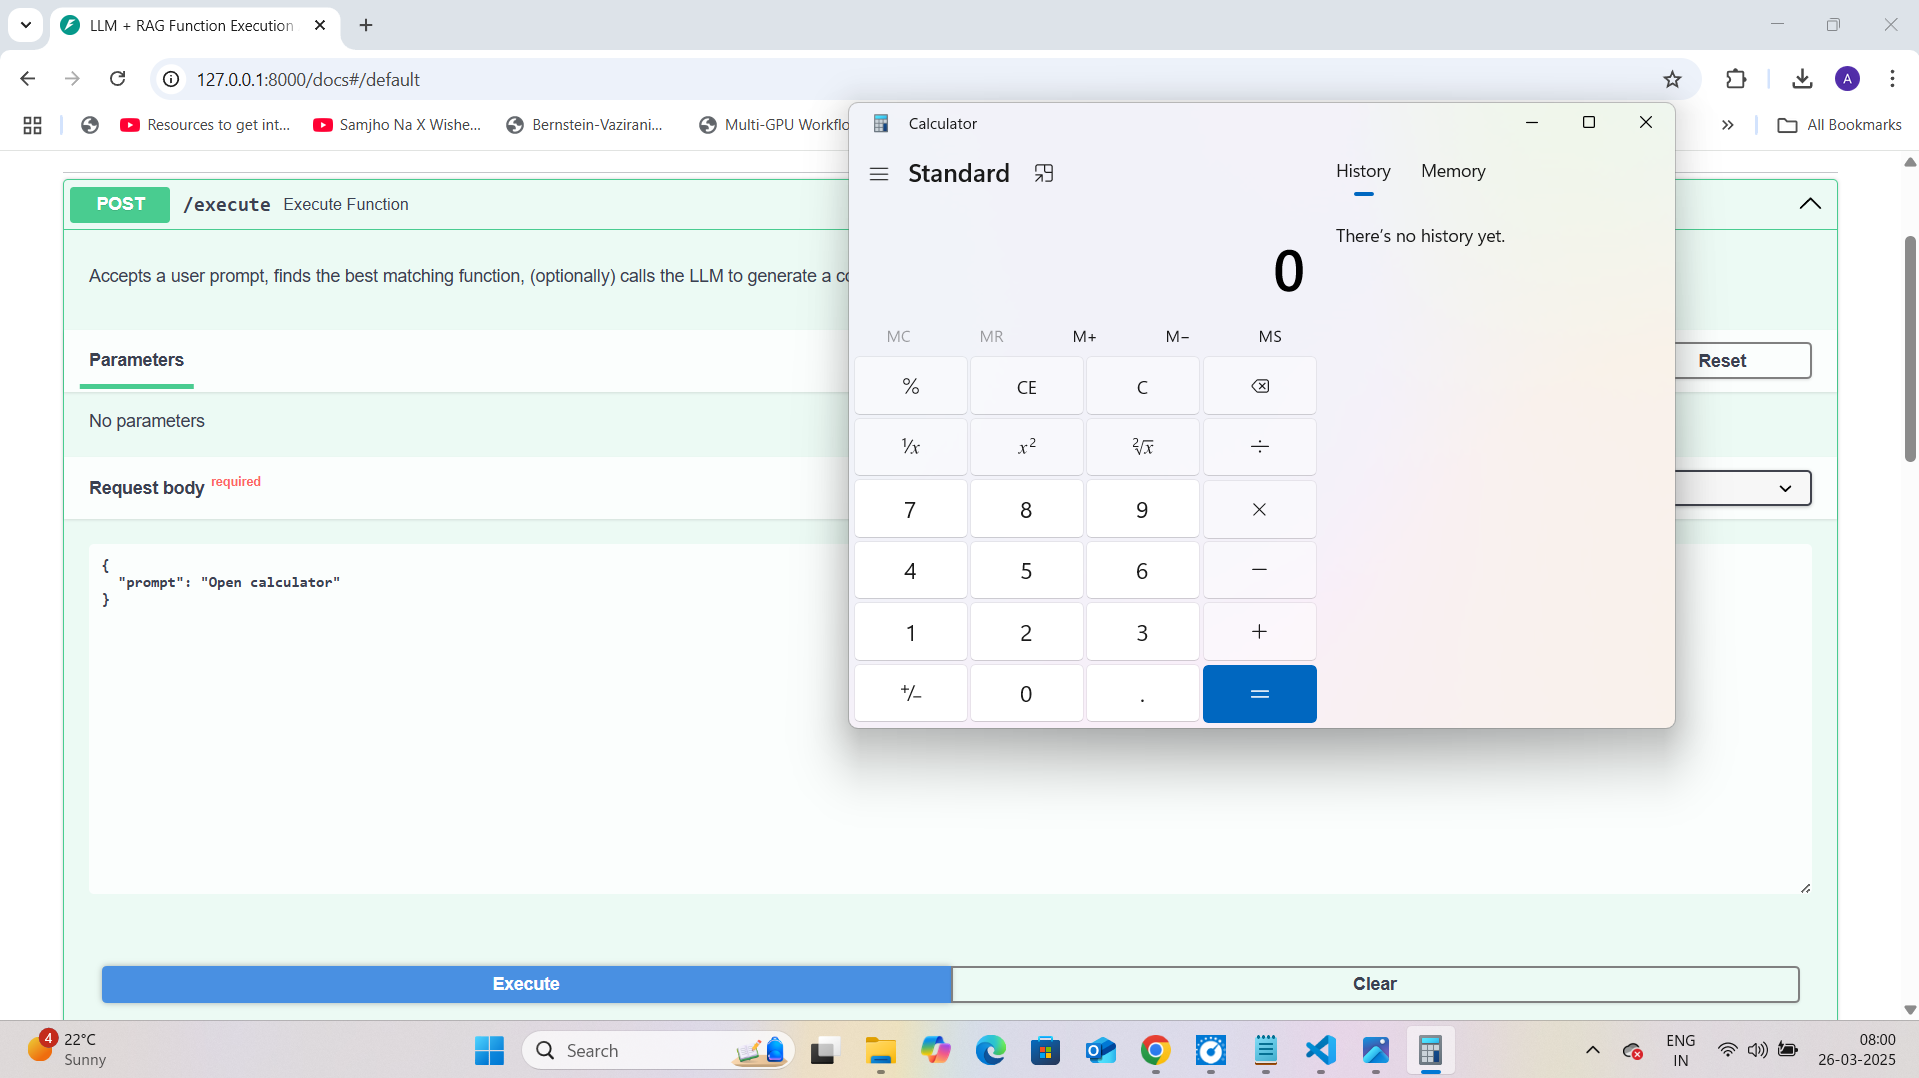 LLM + RAG Function Execution
127.0.0.1:8000/docs#/default
A
Resources to get int...
Samjho Na X Wishe...
Bernstein-Vazirani...
Multi-GPU Workflo
All Bookmarks
POST /execute Execute Function
Accepts a user prompt, finds the best matching function, (optionally) calls the LLM to generate a co
Parameters
Reset
No parameters
Request body required
{
"prompt": "Open calculator"
}
Execute
Clear
Calculator
Standard
History
Memory
There's no history yet.
0
MC MR M+ M− MS
% CE C
¹⁄x x² ²√x ÷
7 8 9 ×
4 5 6 −
1 2 3 +
+/− 0 . =
4
22°C
Sunny
Search
ENG
IN
08:00
26-03-2025